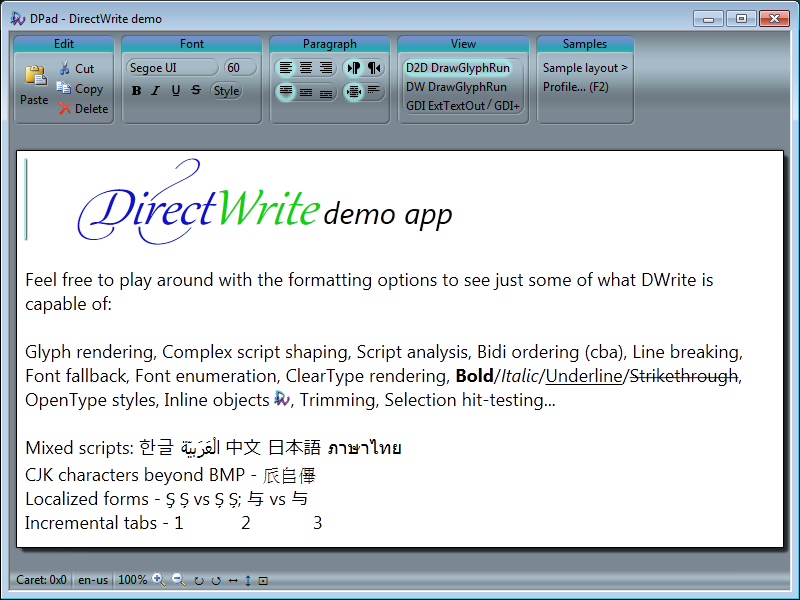 DPad - DirectWrite demo
Edit
Font
Paragraph
View
Samples
Paste
Cut
Copy
Delete
Segoe UI
60
B I U S Style
D2D DrawGlyphRun
DW DrawGlyphRun
GDI ExtTextOut / GDI+
Sample layout >
Profile... (F2)
DirectWrite demo app
Feel free to play around with the formatting options to see just some of what DWrite is
capable of:
Glyph rendering, Complex script shaping, Script analysis, Bidi ordering (cba), Line breaking,
Font fallback, Font enumeration, ClearType rendering, Bold/Italic/Underline/Strikethrough,
OpenType styles, Inline objects , Trimming, Selection hit-testing...
Mixed scripts: 한글 الْعَرَبيّة 中文 日本語 ภาษาไทย
CJK characters beyond BMP -
Localized forms - Ş Ș vs Ș Ş; 与 vs 与
Incremental tabs - 1 2 3
Caret: 0x0 en-us 100%